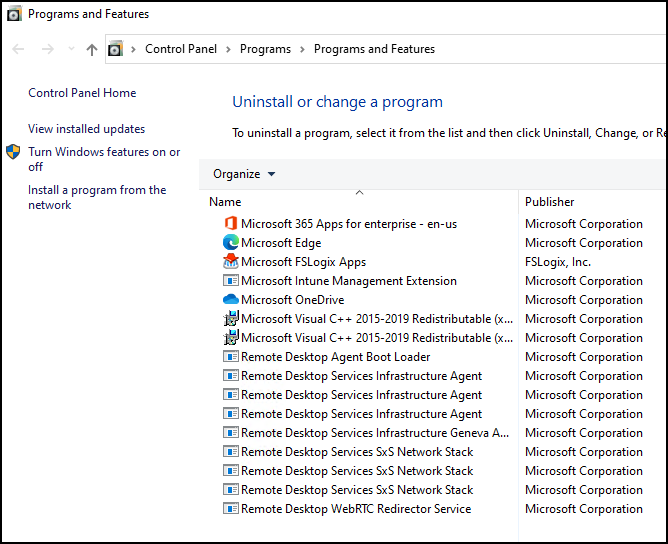 Programs and Features
Control Panel > Programs > Programs and Features
Control Panel Home
View installed updates
Turn Windows features on or
off
Install a program from the
network
Uninstall or change a program
To uninstall a program, select it from the list and then click Uninstall, Change, or Re
Organize
Name Publisher
Microsoft 365 Apps for enterprise - en-us Microsoft Corporation
Microsoft Edge Microsoft Corporation
Microsoft FSLogix Apps FSLogix, Inc.
Microsoft Intune Management Extension Microsoft Corporation
Microsoft OneDrive Microsoft Corporation
Microsoft Visual C++ 2015-2019 Redistributable (x... Microsoft Corporation
Microsoft Visual C++ 2015-2019 Redistributable (x... Microsoft Corporation
Remote Desktop Agent Boot Loader Microsoft Corporation
Remote Desktop Services Infrastructure Agent Microsoft Corporation
Remote Desktop Services Infrastructure Agent Microsoft Corporation
Remote Desktop Services Infrastructure Agent Microsoft Corporation
Remote Desktop Services Infrastructure Geneva A... Microsoft Corporation
Remote Desktop Services SxS Network Stack Microsoft Corporation
Remote Desktop Services SxS Network Stack Microsoft Corporation
Remote Desktop Services SxS Network Stack Microsoft Corporation
Remote Desktop WebRTC Redirector Service Microsoft Corporation